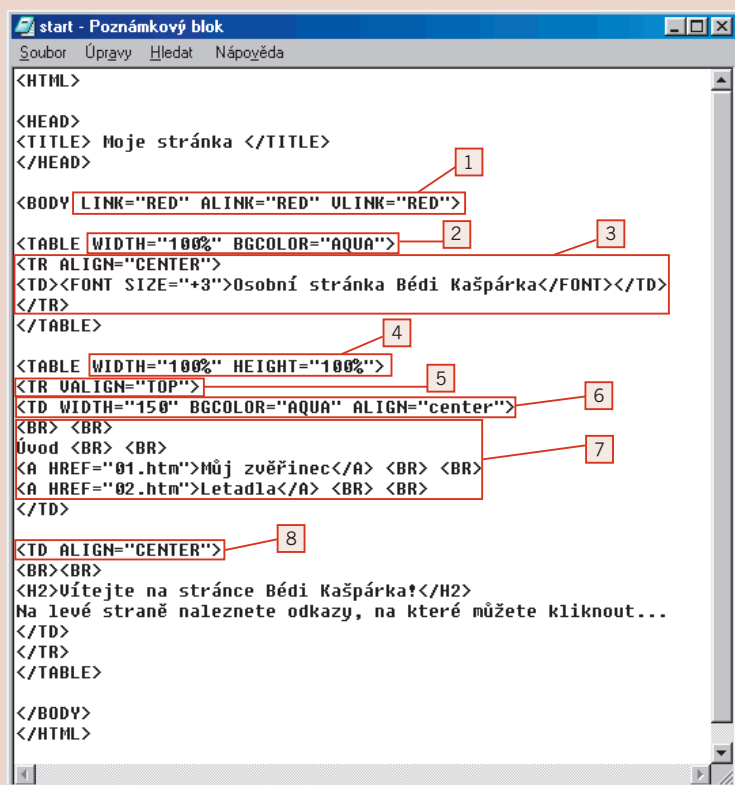 start - Poznámkový blok
Soubor Úpravy Hledat Nápověda
<HTML>
<HEAD>
<TITLE> Moje stránka </TITLE>
</HEAD>
1
<BODY LINK="RED" ALINK="RED" VLINK="RED">
2
3
<TABLE WIDTH="100%" BGCOLOR="AQUA">
<TR ALIGN="CENTER">
<TD><FONT SIZE="+3">Osobní stránka Bédi Kašpárka</FONT></TD>
</TR>
</TABLE>
4
<TABLE WIDTH="100%" HEIGHT="100%">
<TR VALIGN="TOP">
5
<TD WIDTH="150" BGCOLOR="AQUA" ALIGN="center">
6
<BR> <BR>
Úvod <BR> <BR>
7
<A HREF="01.htm">Můj zvěřinec</A> <BR> <BR>
<A HREF="02.htm">Letadla</A> <BR> <BR>
</TD>
8
<TD ALIGN="CENTER">
<BR><BR>
<H2>Vítejte na stránce Bédi Kašpárka!</H2>
Na levé straně naleznete odkazy, na které můžete kliknout...
</TD>
</TR>
</TABLE>
</BODY>
</HTML>